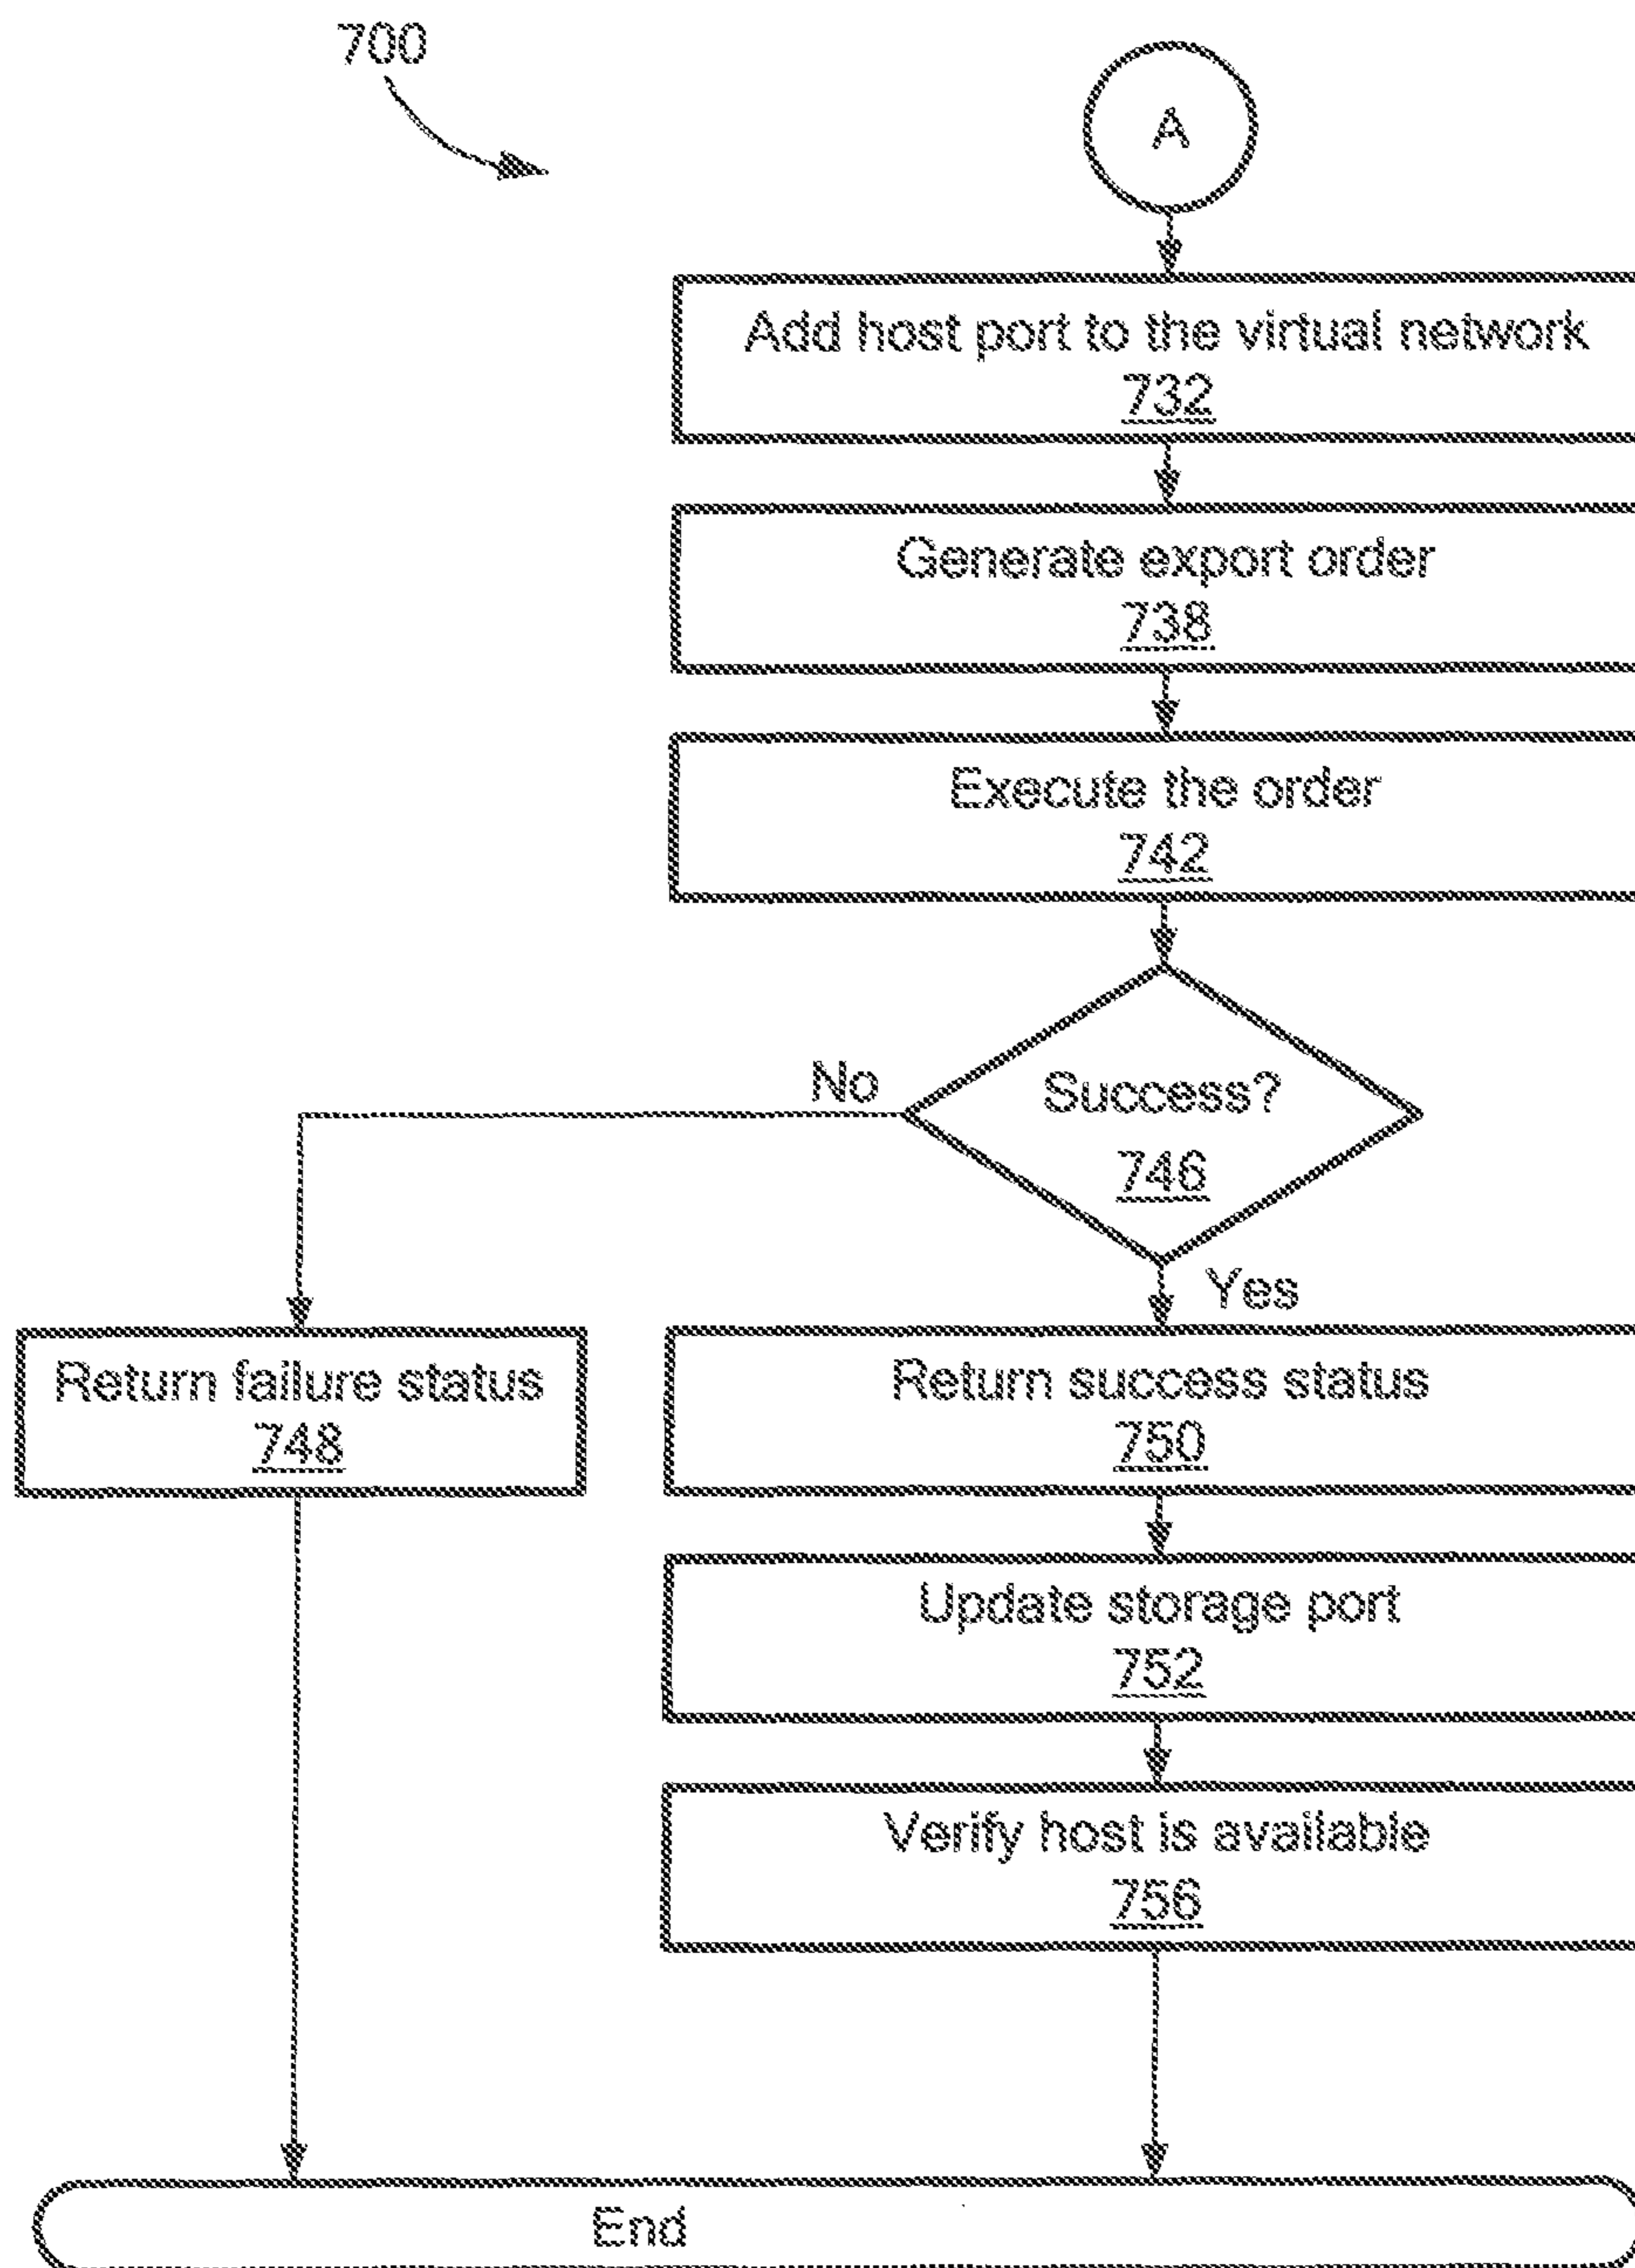 700
A
Add host port to the virtual network
732
Generate export order
738
Execute the order
742
Success?
746
No
Yes
Return failure status
748
Return success status
750
Update storage port
752
Verify host is available
756
End